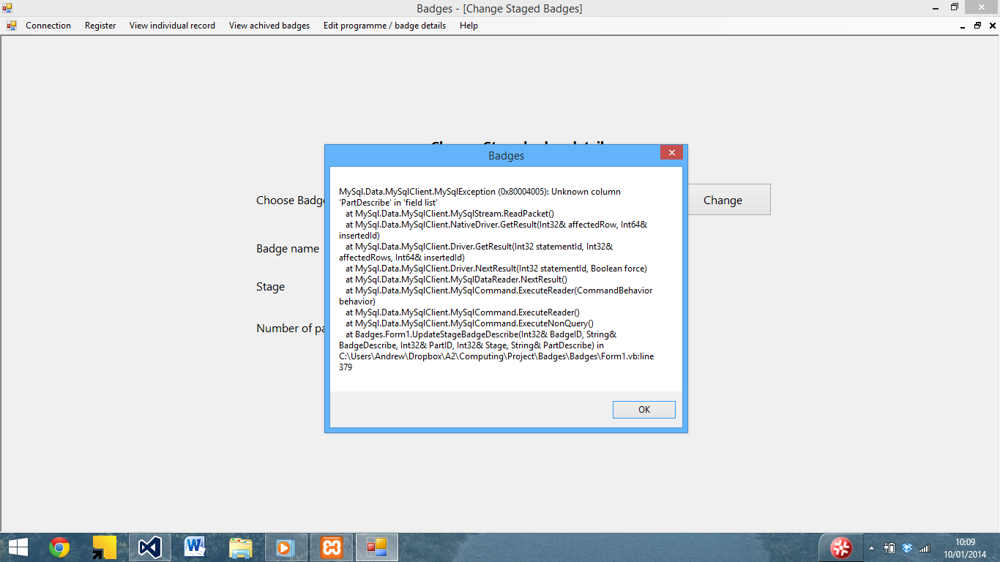 Badges - [Change Staged Badges]
Connection Register View individual record View achived badges Edit programme / badge details Help
Badges
MySql.Data.MySqlClient.MySqlException (0x80004005): Unknown column
'PartDescribe' in 'field list'
at MySql.Data.MySqlClient.MySqlStream.ReadPacket()
at MySql.Data.MySqlClient.NativeDriver.GetResult(Int32& affectedRow, Int64&
insertedId)
at MySql.Data.MySqlClient.Driver.GetResult(Int32 statementId, Int32&
affectedRows, Int64& insertedId)
at MySql.Data.MySqlClient.Driver.NextResult(Int32 statementId, Boolean force)
at MySql.Data.MySqlClient.MySqlDataReader.NextResult()
at MySql.Data.MySqlClient.MySqlCommand.ExecuteReader(CommandBehavior
behavior)
at MySql.Data.MySqlClient.MySqlCommand.ExecuteReader()
at MySql.Data.MySqlClient.MySqlCommand.ExecuteNonQuery()
at Badges.Form1.UpdateStageBadgeDescribe(Int32& BadgeID, String&
BadgeDescribe, Int32& PartID, Int32& Stage, String& PartDescribe) in
C:\Users\Andrew\Dropbox\A2\Computing\Project\Badges\Badges\Form1.vb:line
379
OK
Choose Badge
Change
Badge name
Stage
Number of pa
10:09
10/01/2014